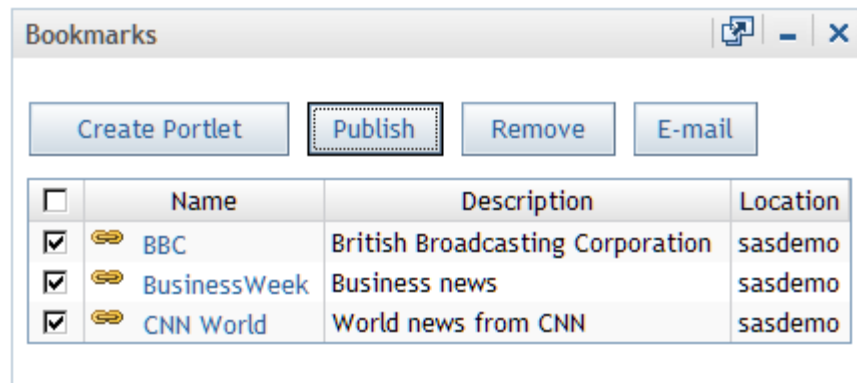 Bookmarks
Create Portlet Publish Remove E-mail
Name Description Location
BBC British Broadcasting Corporation sasdemo
BusinessWeek Business news sasdemo
CNN World World news from CNN sasdemo